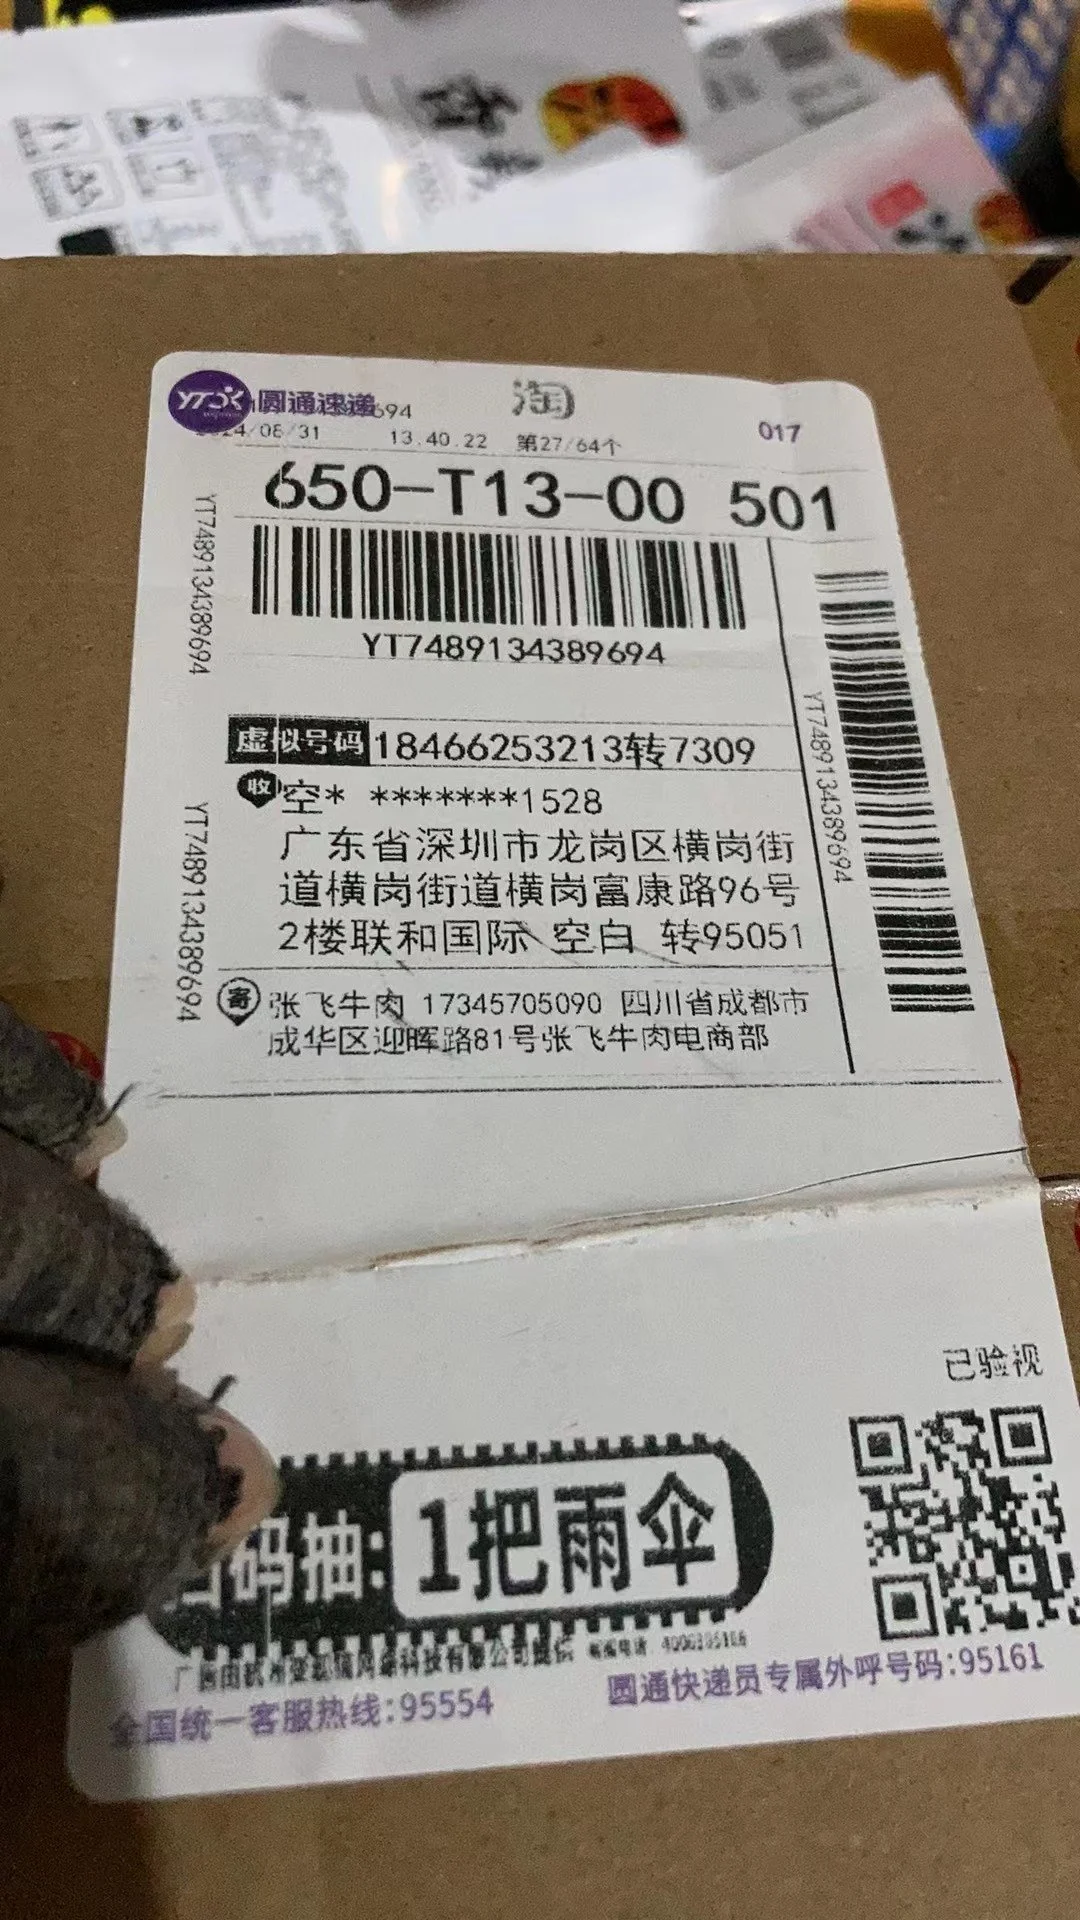 圆通速递
694
淘
/08/31 13.40.22 第27/64个
017
650-T13-00 501
YT7489134389694
YT7489134389694
YT7489134389694
YT7489134389694
虚拟号码 18466253213转7309
收 空* *******1528
广东省深圳市龙岗区横岗街
道横岗街道横岗富康路96号
2楼联和国际 空白 转95051
寄 张飞牛肉 17345705090 四川省成都市
成华区迎晖路81号张飞牛肉电商部
已验视
码抽: 1把雨伞
全国统一客服热线:95554
圆通快递员专属外呼号码:95161